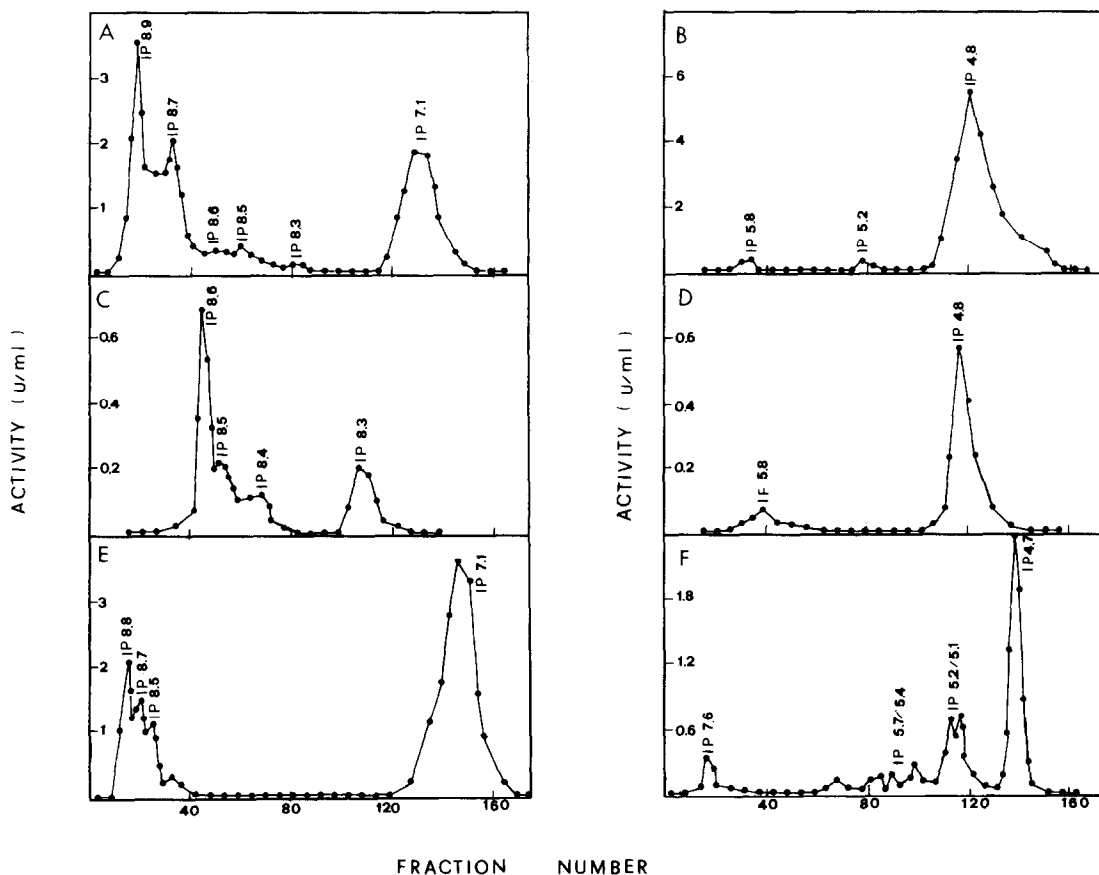 A
IP 8.9
IP 8.7
IP 8.6
IP 8.5
IP 8.3
IP 7.1
3
2
1
B
IP 5.8
IP 5.2
IP 4.8
6
4
2
C
IP 8.6
IP 8.5
IP 8.4
IP 8.3
0.6
0.4
0.2
D
IF 5.8
IP 4.8
0.6
0.4
0.2
E
IP 8.8
IP 8.7
IP 8.5
IP 7.1
3
2
1
40
80
120
160
F
IP 7.6
IP 5.7/5.4
IP 5.2/5.1
IP 4.7
1.8
1.2
0.6
40
80
120
160
ACTIVITY (U/ml)
ACTIVITY (U/ml)
FRACTION NUMBER